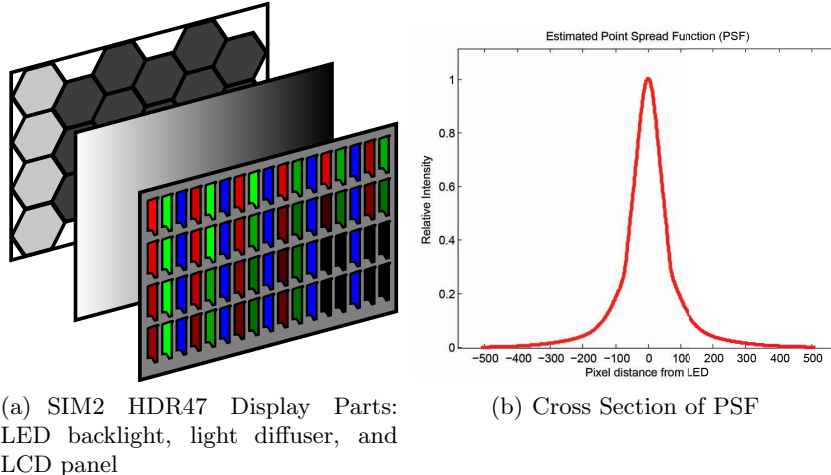 Estimated Point Spread Function (PSF)
1
0.8
0.6
0.4
0.2
0
Relative Intensity
−500 −400 −300 −200 −100 0 100 200 300 400 500
Pixel distance from LED
(a) SIM2 HDR47 Display Parts:
LED backlight, light diffuser, and
LCD panel
(b) Cross Section of PSF